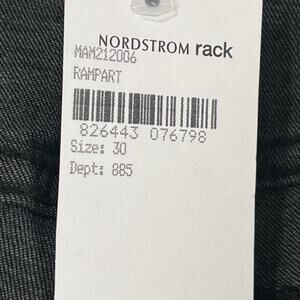 NORDSTROM rack
MAM212006
RAMPART
826443 076798
Size: 30
Dept: 885